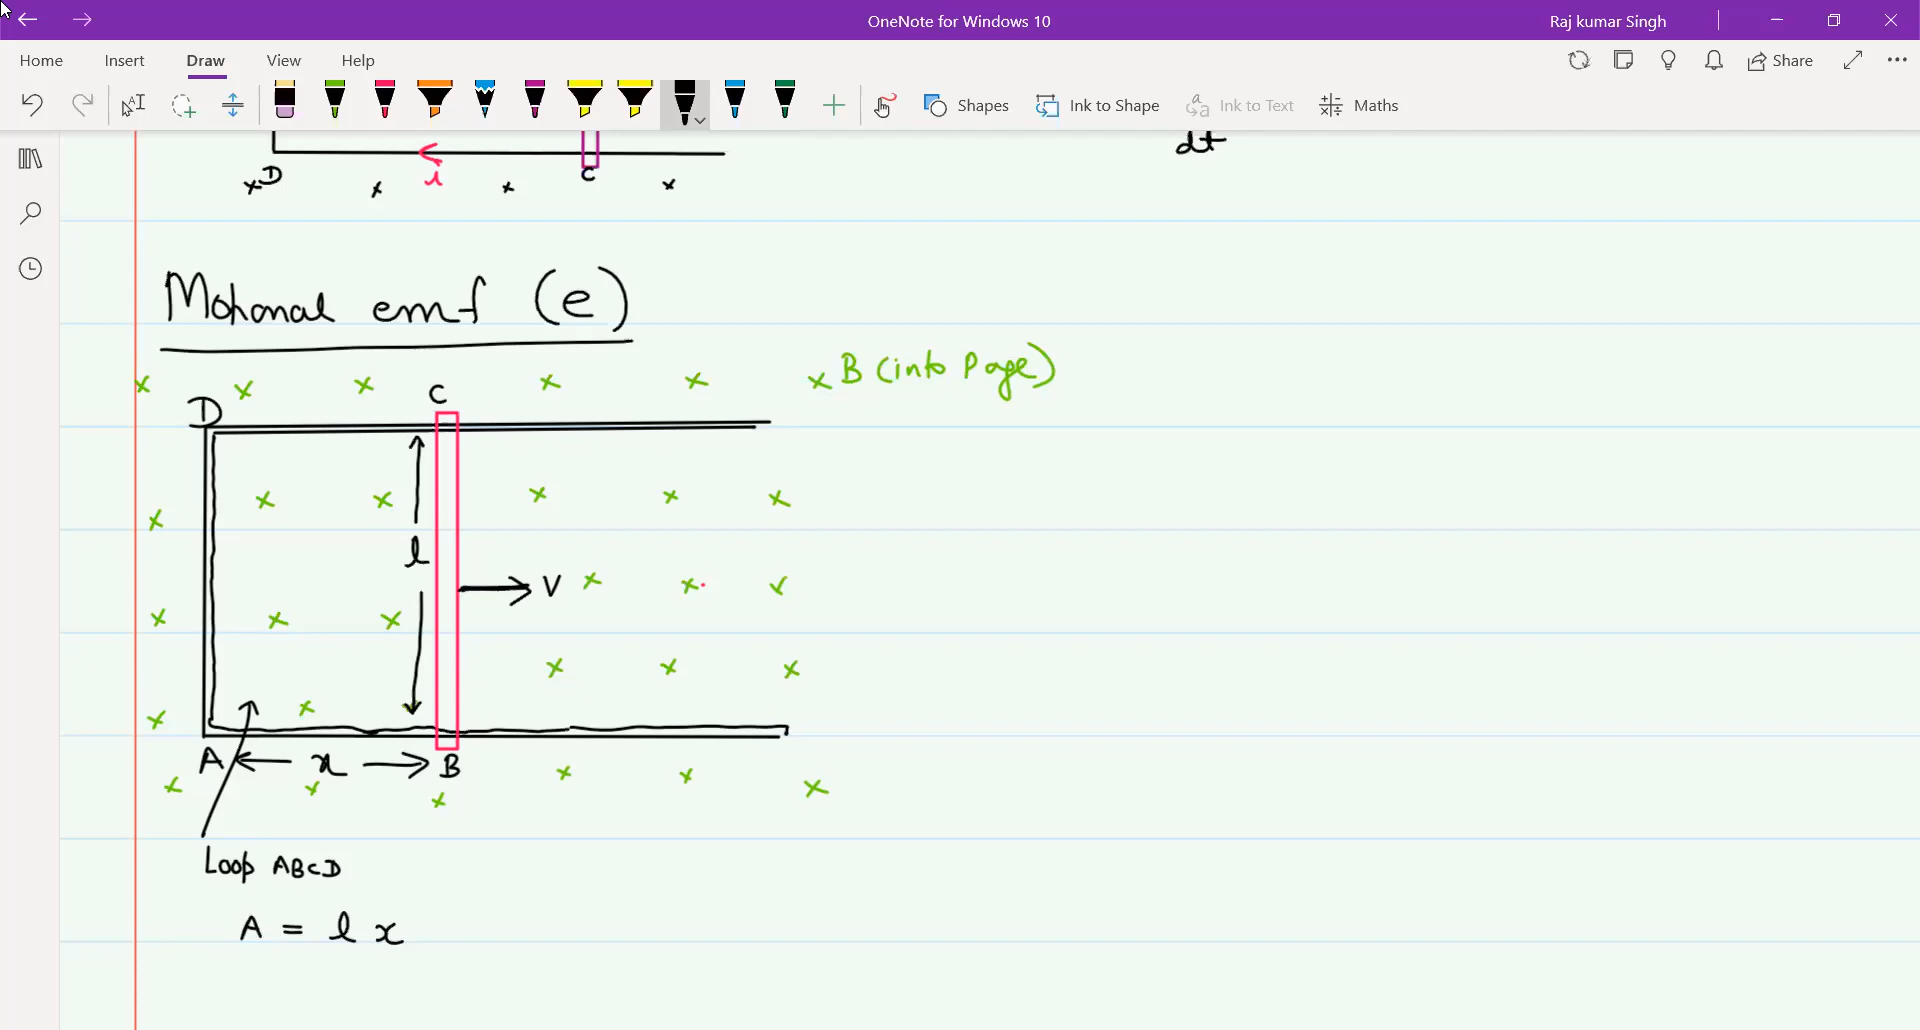 OneNote for Windows 10
Raj kumar Singh
Home Insert Draw View Help
Share
Shapes Ink to Shape Ink to Text Maths
dt
D i C
Motional emf (e)
B (into Page)
D C
l
V
A x B
Loop ABCD
A = l x